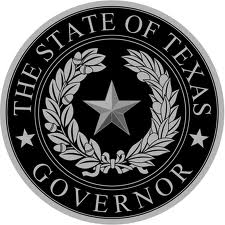 THE STATE OF TEXAS
GOVERNOR